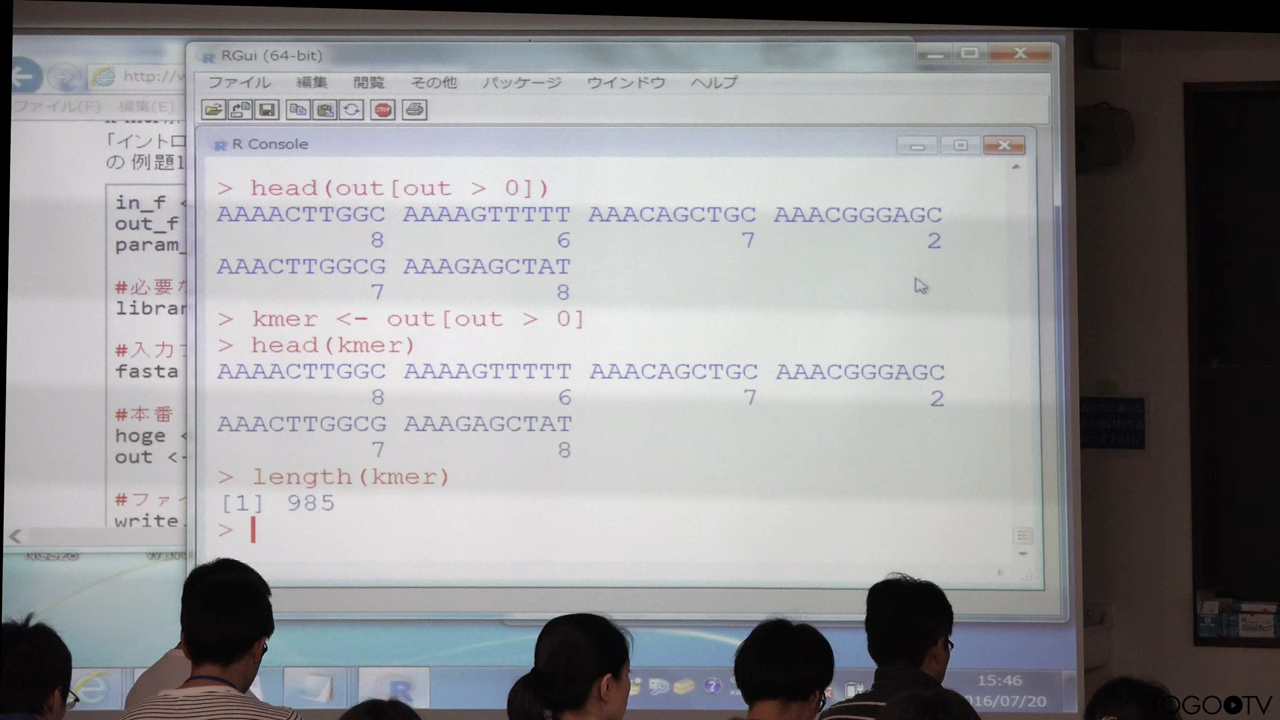 RGui (64-bit)
http://w
ファイル 編集 閲覧 その他 パッケージ ウインドウ ヘルプ
ファイル(F) 編集(E)
R Console
「イントロ
の 例題1
in_f <
out_f
param_
#必要な
librar
#入力フ
fasta
#本番
hoge <
out <-
#ファイ
write.
> head(out[out > 0])
AAAACTTGGC AAAAGTTTTT AAACAGCTGC AAACGGGAGC
8 6 7 2
AAACTTGGCG AAAGAGCTAT
7 8
> kmer <- out[out > 0]
> head(kmer)
AAAACTTGGC AAAAGTTTTT AAACAGCTGC AAACGGGAGC
8 6 7 2
AAACTTGGCG AAAGAGCTAT
7 8
> length(kmer)
[1] 985
>
15:46
016/07/20
TOGOTV